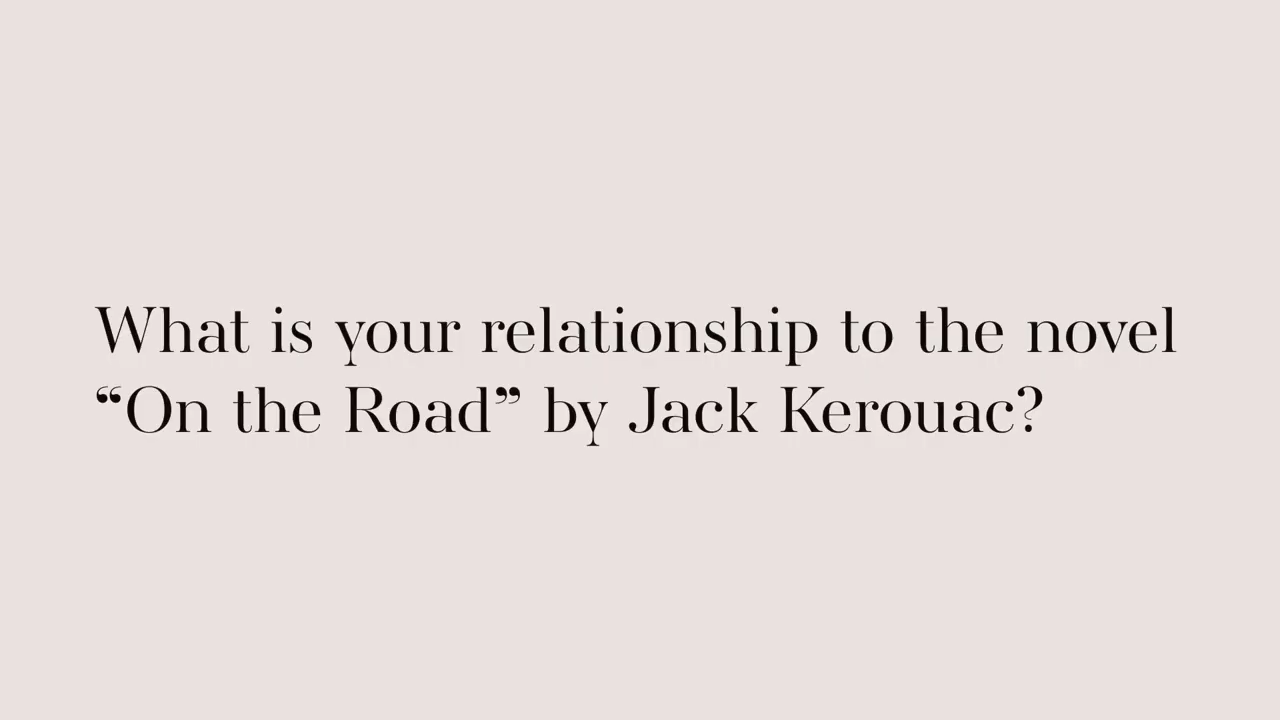 What is your relationship to the novel
“On the Road” by Jack Kerouac?